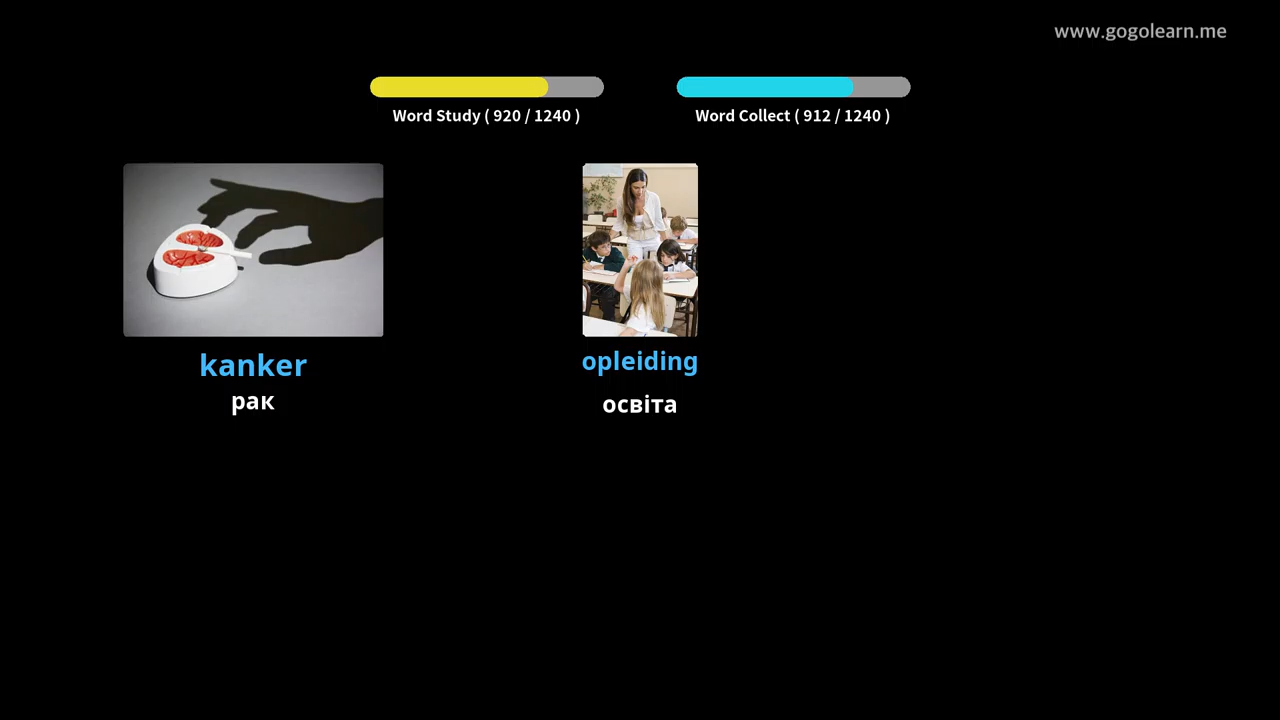 www.gogolearn.me
Word Study ( 920 / 1240 )
Word Collect ( 912 / 1240 )
kanker
рак
opleiding
освіта